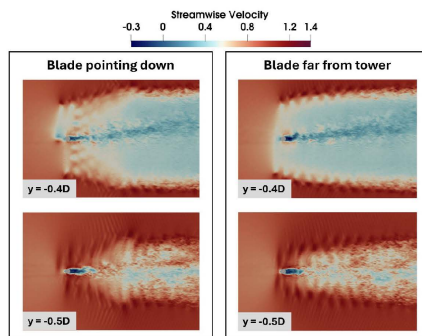 Streamwise Velocity
-0.3 0 0.4 0.8 1.2 1.4
Blade pointing down
Blade far from tower
y = -0.4D
y = -0.4D
y = -0.5D
y = -0.5D